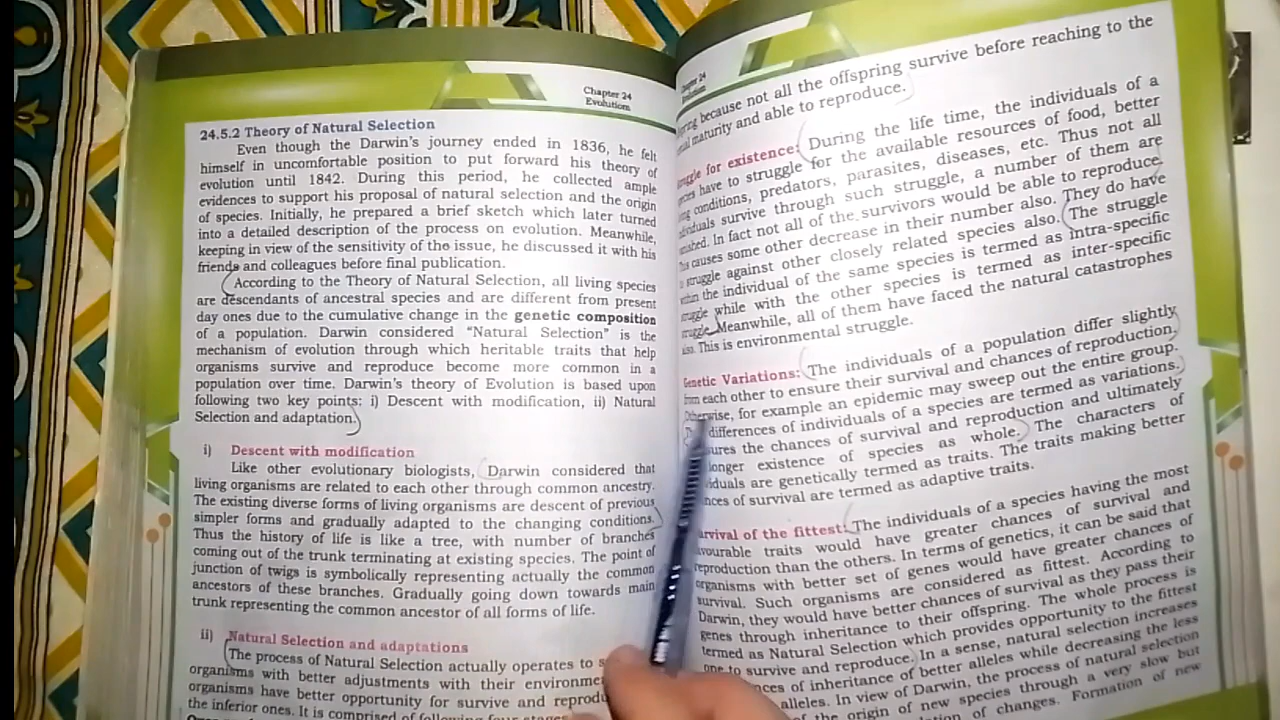 Chapter 24
Evolution
24.5.2 Theory of Natural Selection
Even though the Darwin's journey ended in 1836, he felt
himself in uncomfortable position to put forward his theory of
evolution until 1842. During this period, he collected ample
evidences to support his proposal of natural selection and the origin
of species. Initially, he prepared a brief sketch which later turned
into a detailed description of the process on evolution. Meanwhile,
keeping in view of the sensitivity of the issue, he discussed it with his
friends and colleagues before final publication.
According to the Theory of Natural Selection, all living species
are descendants of ancestral species and are different from present
day ones due to the cumulative change in the genetic composition
of a population. Darwin considered "Natural Selection" is the
mechanism of evolution through which heritable traits that help
organisms survive and reproduce become more common in a
population over time. Darwin's theory of Evolution is based upon
following two key points: i) Descent with modification, ii) Natural
Selection and adaptation.
i) Descent with modification
Like other evolutionary biologists, Darwin considered that
living organisms are related to each other through common ancestry.
The existing diverse forms of living organisms are descent of previous
simpler forms and gradually adapted to the changing conditions.
Thus the history of life is like a tree, with number of branches
coming out of the trunk terminating at existing species. The point of
junction of twigs is symbolically representing actually the common
ancestors of these branches. Gradually going down towards main
trunk representing the common ancestor of all forms of life.
ii) Natural Selection and adaptations
The process of Natural Selection actually operates to
organisms with better adjustments with their
organisms have better opportunity for survive and
the inferior ones. It is comprised of following four stages
Chapter 24
Evolution
because not all the offspring survive before reaching to the
maturity and able to reproduce.
for existence: During the life time, the individuals of a
have to struggle for the available resources of food, better
conditions, predators, parasites, diseases, etc. Thus not all
survive through such struggle, a number of them are
In fact not all of the survivors would be able to reproduce.
causes some other decrease in their number also. They do have
struggle against other closely related species also. The struggle
within the individual of the same species is termed as intra-specific
struggle while with the other species is termed as inter-specific
struggle. Meanwhile, all of them have faced the natural catastrophes
also. This is environmental struggle.
Genetic Variations: The individuals of a population differ slightly
from each other to ensure their survival and chances of reproduction.
Otherwise, for example an epidemic may sweep out the entire group.
differences of individuals of a species are termed as variations.
the chances of survival and reproduction and ultimately
longer existence of species as whole. The characters of
are genetically termed as traits. The traits making better
of survival are termed as adaptive traits.
of the fittest: The individuals of a species having the most
favourable traits would have greater chances of survival and
reproduction than the others. In terms of genetics, it can be said that
organisms with better set of genes would have greater chances of
survival. Such organisms are considered as fittest. According to
Darwin, they would have better chances of survival as they pass their
genes through inheritance to their offspring. The whole process is
termed as Natural Selection which provides opportunity to the fittest
one to survive and reproduce. In a sense, natural selection increases
of inheritance of better alleles while decreasing the less
alleles. In view of Darwin, the process of natural selection
of the origin of new species through a very slow but
of changes. Formation of new